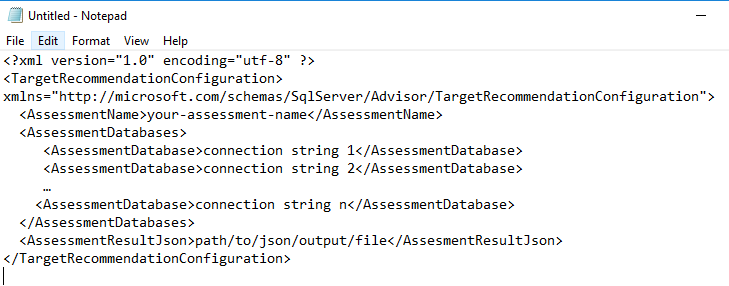 Untitled - Notepad
File Edit Format View Help
<?xml version="1.0" encoding="utf-8" ?>
<TargetRecommendationConfiguration>
xmlns="http://microsoft.com/schemas/SqlServer/Advisor/TargetRecommendationConfiguration">
<AssessmentName>your-assessment-name</AssessmentName>
<AssessmentDatabases>
<AssessmentDatabase>connection string 1</AssessmentDatabase>
<AssessmentDatabase>connection string 2</AssessmentDatabase>
…
<AssessmentDatabase>connection string n</AssessmentDatabase>
</AssessmentDatabases>
<AssessmentResultJson>path/to/json/output/file</AssesmentResultJson>
</TargetRecommendationConfiguration>